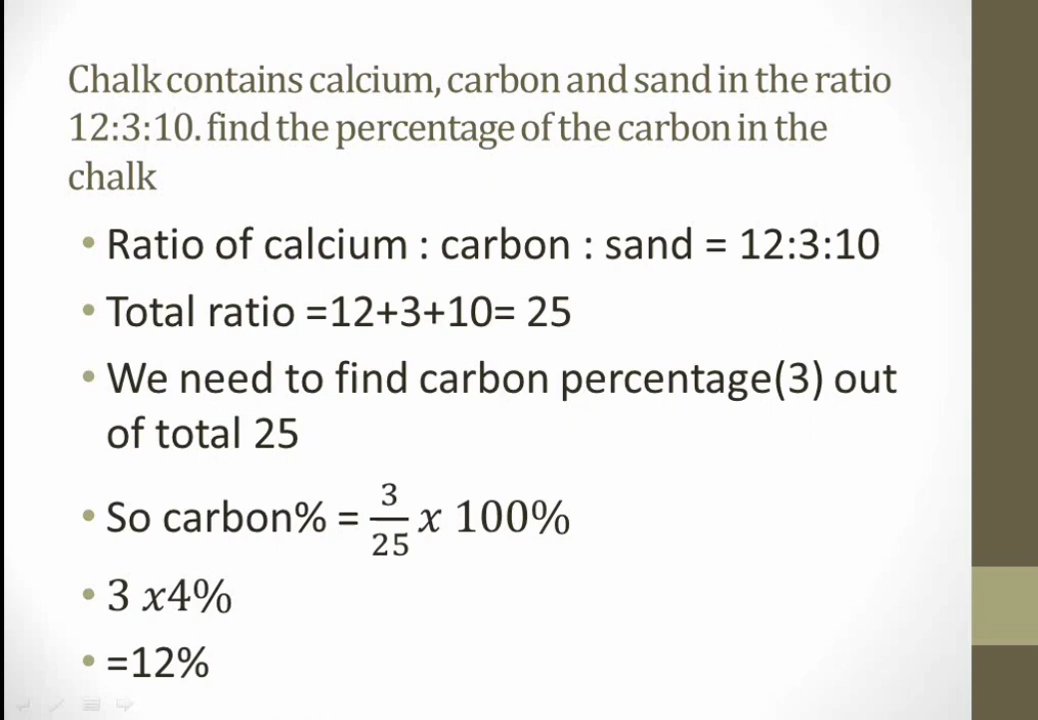 Chalk contains calcium, carbon and sand in the ratio
12:3:10. find the percentage of the carbon in the
chalk
• Ratio of calcium : carbon : sand = 12:3:10
• Total ratio =12+3+10= 25
• We need to find carbon percentage(3) out
of total 25
• So carbon% = 3/25 x 100%
• 3 x4%
• =12%